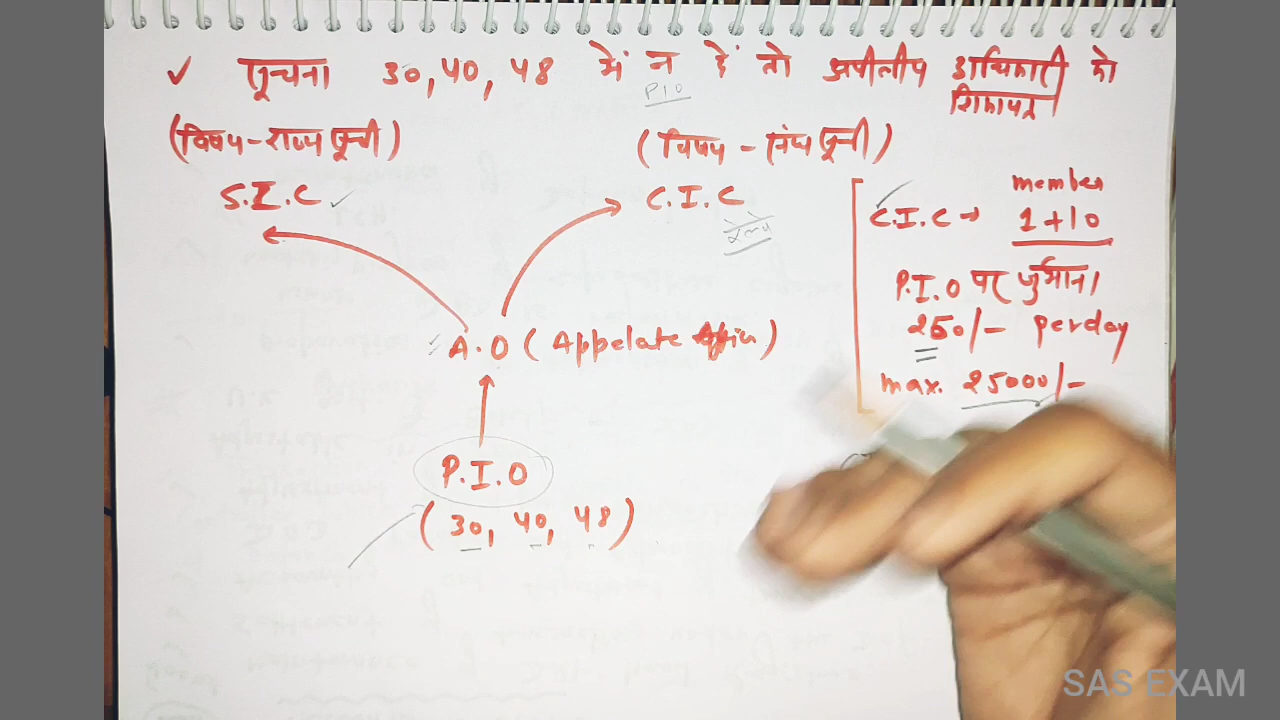 ✓ सूचना 30, 40, 48 में न दें तो अपीलीय अधिकारी को
PIO
शिकायत
(विषय - राज्य सूची)
(विषय - संघ सूची)
S.I.C ✓
C.I.C
2nd
A.O ( Appelate )
P.I.O
( 30, 40, 48 )
member
C.I.C → 1 + 10
P.I.O पर जुर्माना
250/- perday
max. 25000/-
SAS EXAM